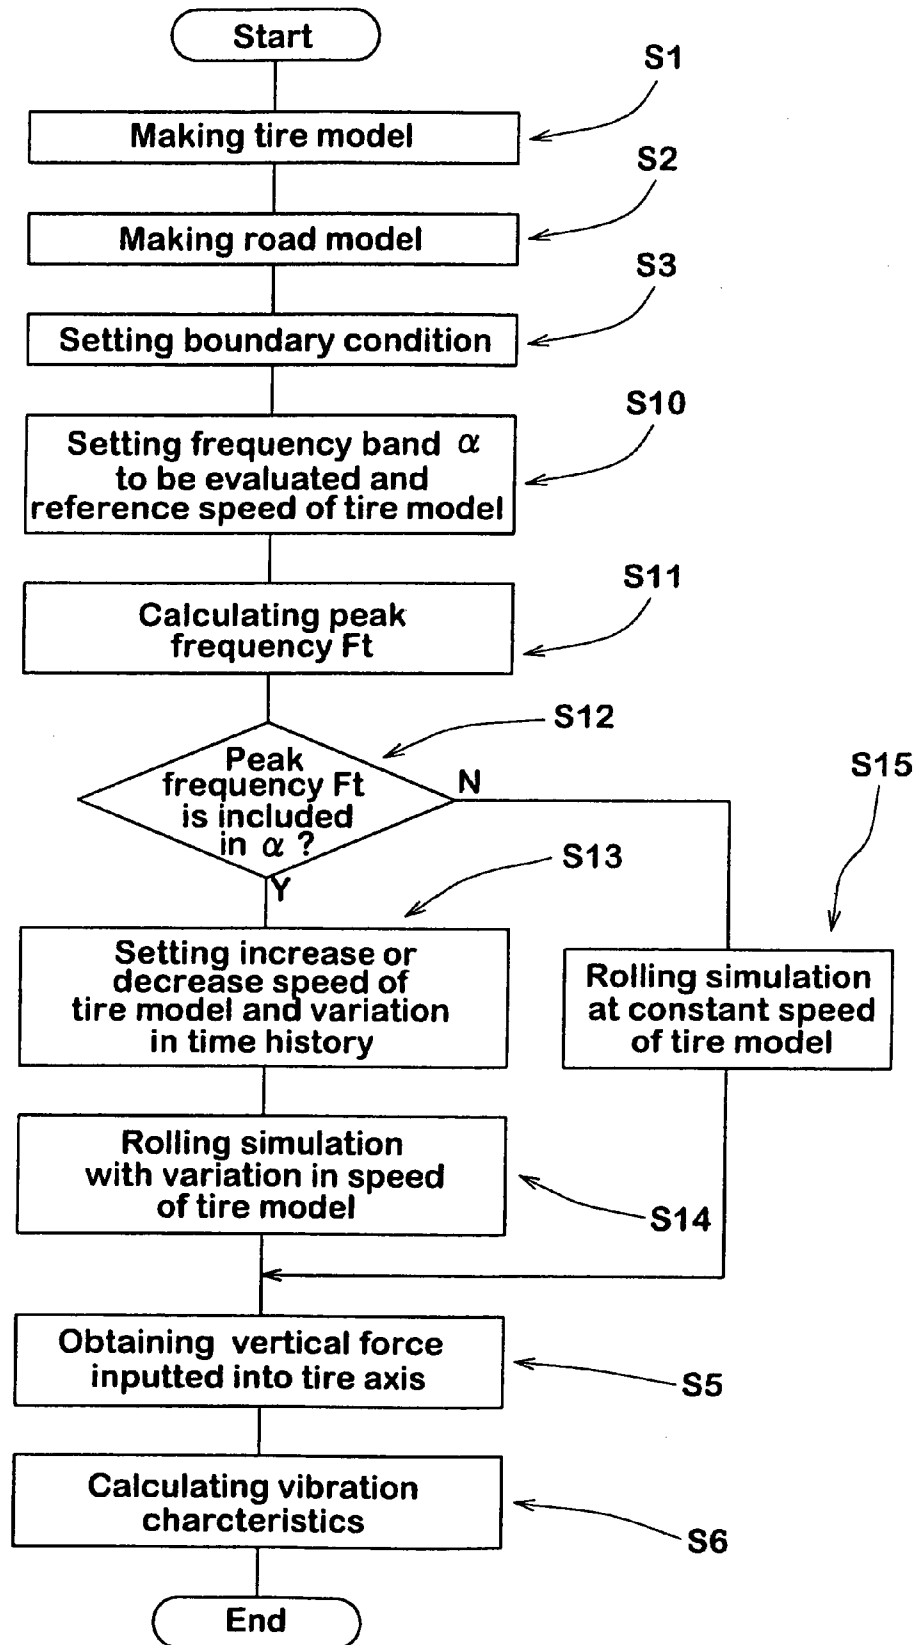 Start
S1
Making tire model
S2
Making road model
S3
Setting boundary condition
S10
Setting frequency band α
to be evaluated and
reference speed of tire model
S11
Calculating peak
frequency Ft
S12
Peak
frequency Ft
is included
in α ?
N
S15
Y
S13
Setting increase or
decrease speed of
tire model and variation
in time history
Rolling simulation
at constant speed
of tire model
Rolling simulation
with variation in speed
of tire model
S14
Obtaining vertical force
inputted into tire axis
S5
Calculating vibration
charcteristics
S6
End